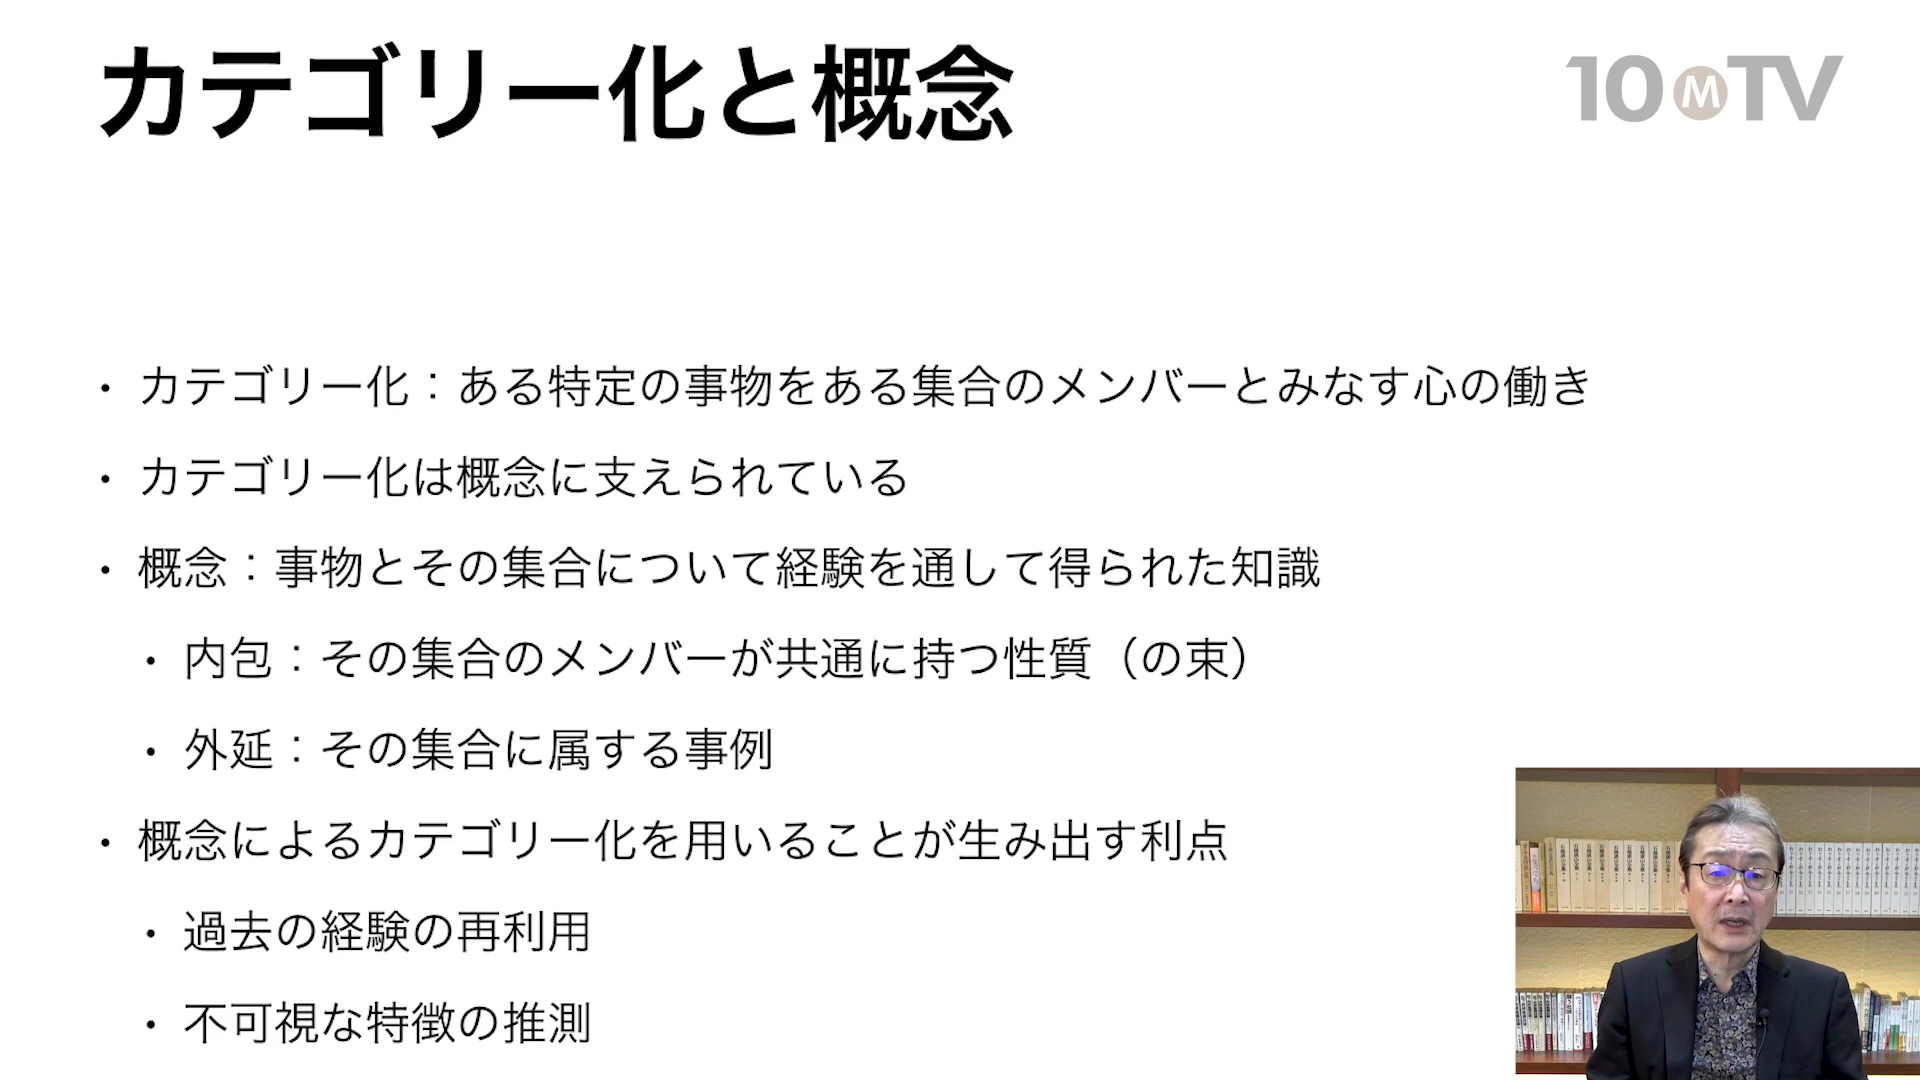 カテゴリー化と概念
10MTV
・カテゴリー化：ある特定の事物をある集合のメンバーとみなす心の働き
・カテゴリー化は概念に支えられている
・概念：事物とその集合について経験を通して得られた知識
・内包：その集合のメンバーが共通に持つ性質（の束）
・外延：その集合に属する事例
・概念によるカテゴリー化を用いることが生み出す利点
・過去の経験の再利用
・不可視な特徴の推測